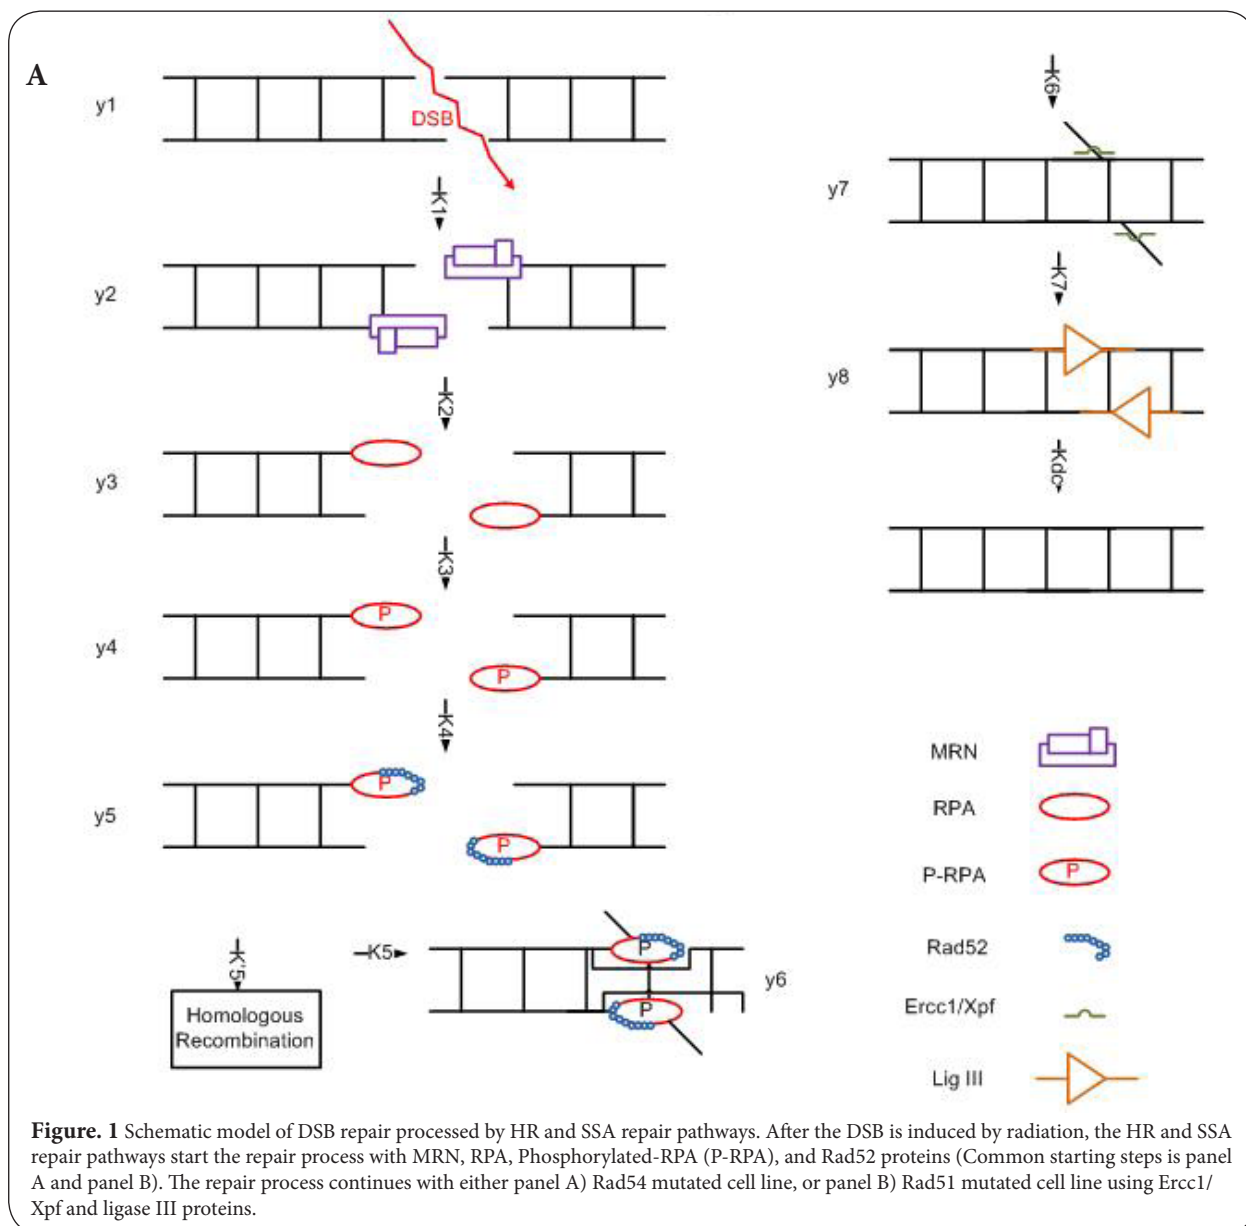 A
y1
DSB
K1
y2
K2
y3
K3
y4
P
P
K4
y5
P
P
K'5
Homologous
Recombination
K5
P
P
y6
K6
y7
K7
y8
Kdc
MRN
RPA
P-RPA
P
Rad52
Ercc1/Xpf
Lig III
Figure. 1 Schematic model of DSB repair processed by HR and SSA repair pathways. After the DSB is induced by radiation, the HR and SSA
repair pathways start the repair process with MRN, RPA, Phosphorylated-RPA (P-RPA), and Rad52 proteins (Common starting steps is panel
A and panel B). The repair process continues with either panel A) Rad54 mutated cell line, or panel B) Rad51 mutated cell line using Ercc1/
Xpf and ligase III proteins.